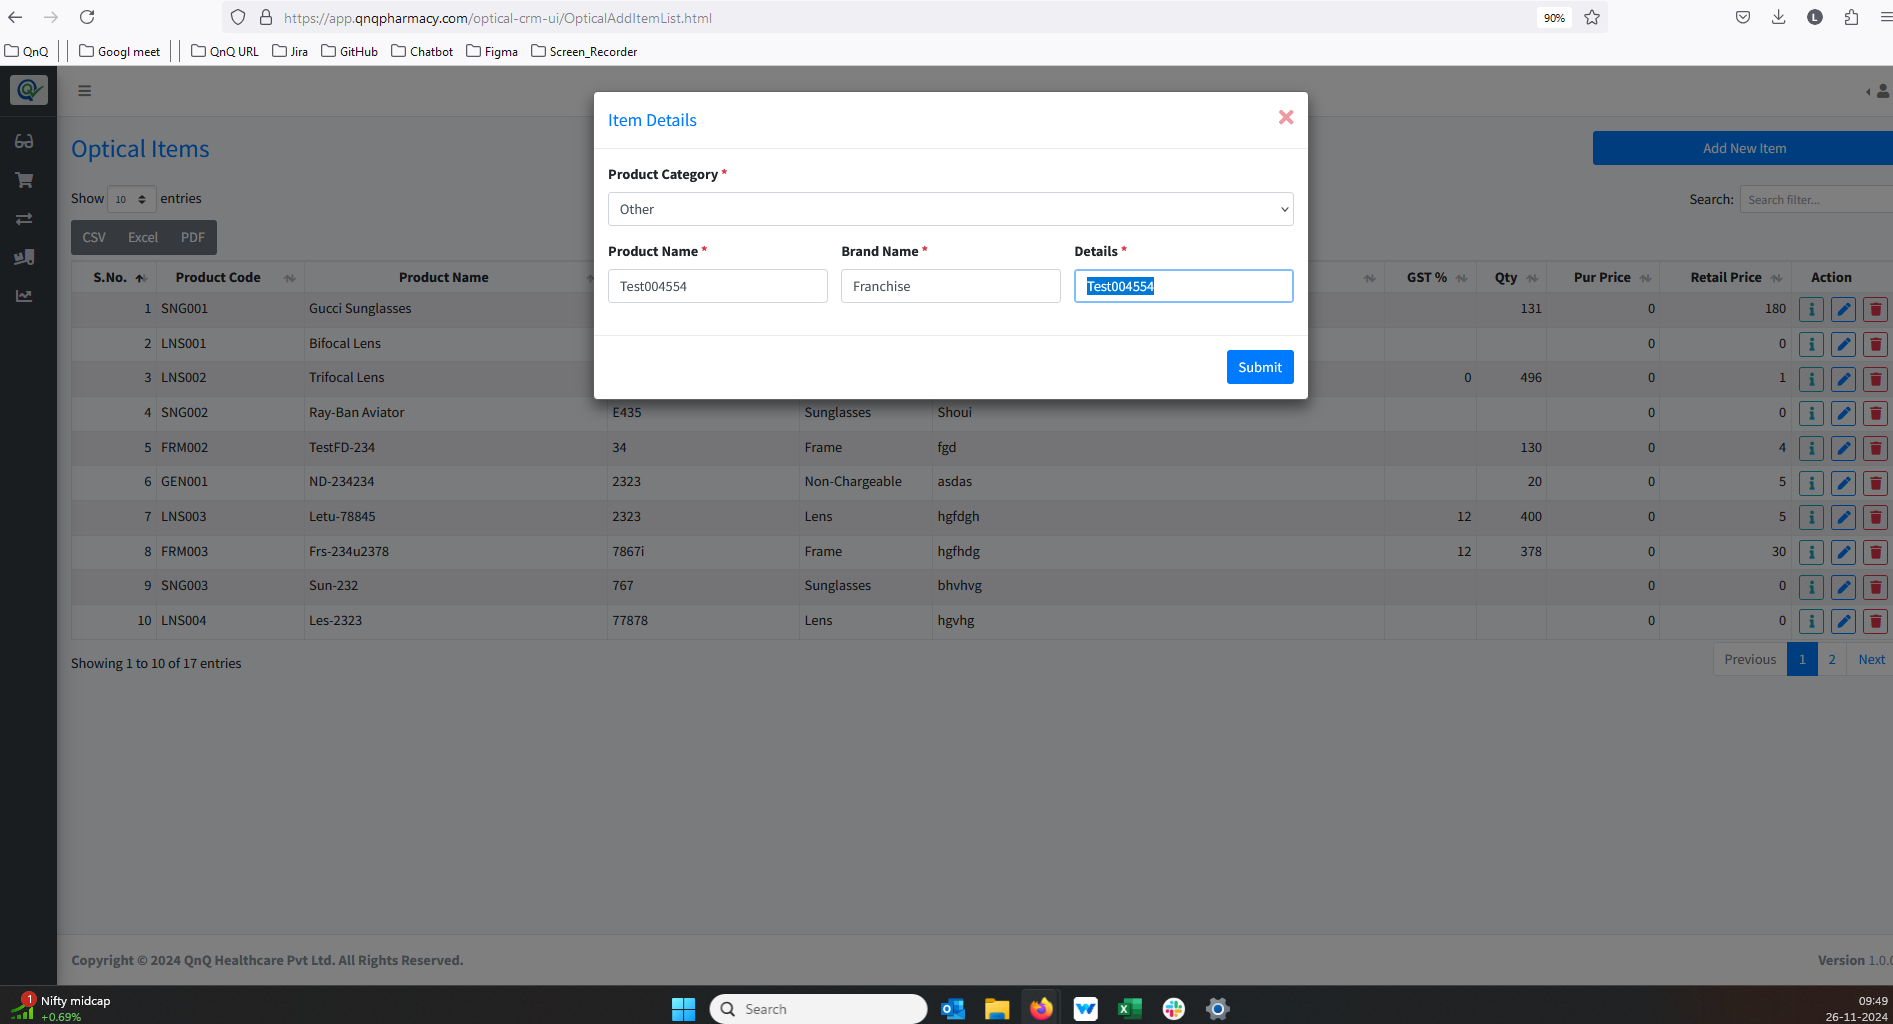 https://app.qnqpharmacy.com/optical-crm-ui/OpticalAddItemList.html
90%
L
QnQ
Googl meet
QnQ URL
Jira
GitHub
Chatbot
Figma
Screen_Recorder
Item Details
Product Category *
Other
Product Name * Brand Name * Details *
Test004554 Franchise Test004554
Submit
Optical Items
Add New Item
Show 10 entries
Search: Search filter...
CSV Excel PDF
S.No. Product Code Product Name GST % Qty Pur Price Retail Price Action
1 SNG001 Gucci Sunglasses 131 0 180
2 LNS001 Bifocal Lens 0 0
3 LNS002 Trifocal Lens 0 496 0 1
4 SNG002 Ray-Ban Aviator E435 Sunglasses Shoui 0 0
5 FRM002 TestFD-234 34 Frame fgd 130 0 4
6 GEN001 ND-234234 2323 Non-Chargeable asdas 20 0 5
7 LNS003 Letu-78845 2323 Lens hgfdgh 12 400 0 5
8 FRM003 Frs-234u2378 7867i Frame hgfhdg 12 378 0 30
9 SNG003 Sun-232 767 Sunglasses bhvhvg 0 0
10 LNS004 Les-2323 77878 Lens hgvhg 0 0
Showing 1 to 10 of 17 entries
Previous 1 2 Next
Copyright © 2024 QnQ Healthcare Pvt Ltd. All Rights Reserved.
Version 1.0.0
1
Nifty midcap
+0.69%
Search
09:49
26-11-2024